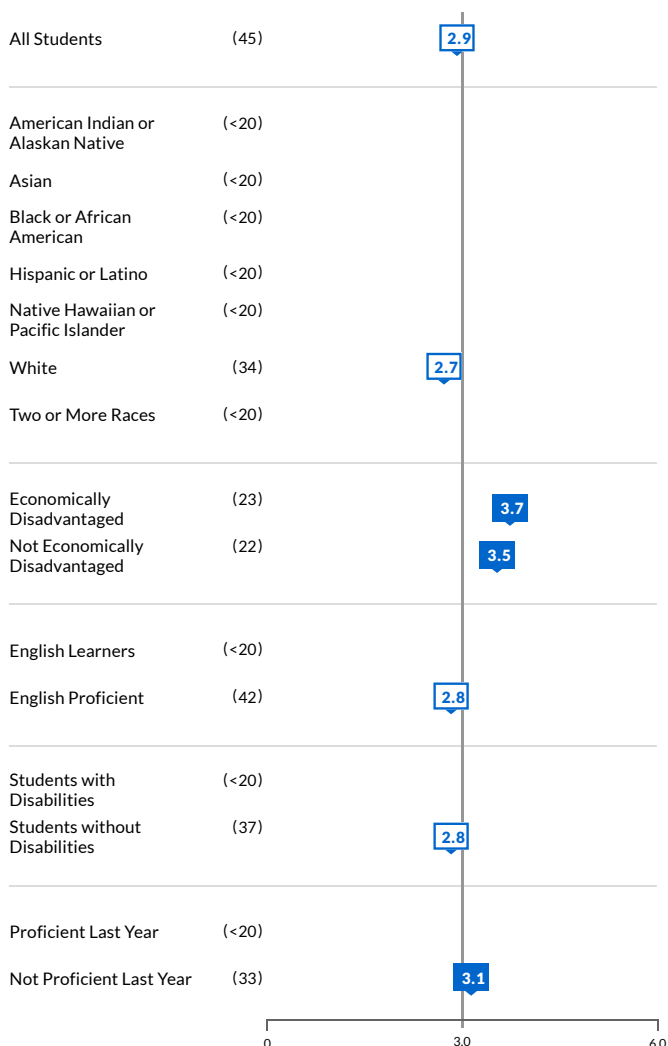 All Students (45) 2.9
American Indian or (<20)
Alaskan Native
Asian (<20)
Black or African (<20)
American
Hispanic or Latino (<20)
Native Hawaiian or (<20)
Pacific Islander
White (34) 2.7
Two or More Races (<20)
Economically (23) 3.7
Disadvantaged
Not Economically (22) 3.5
Disadvantaged
English Learners (<20)
English Proficient (42) 2.8
Students with (<20)
Disabilities
Students without (37) 2.8
Disabilities
Proficient Last Year (<20)
Not Proficient Last Year (33) 3.1
0 3.0 6.0